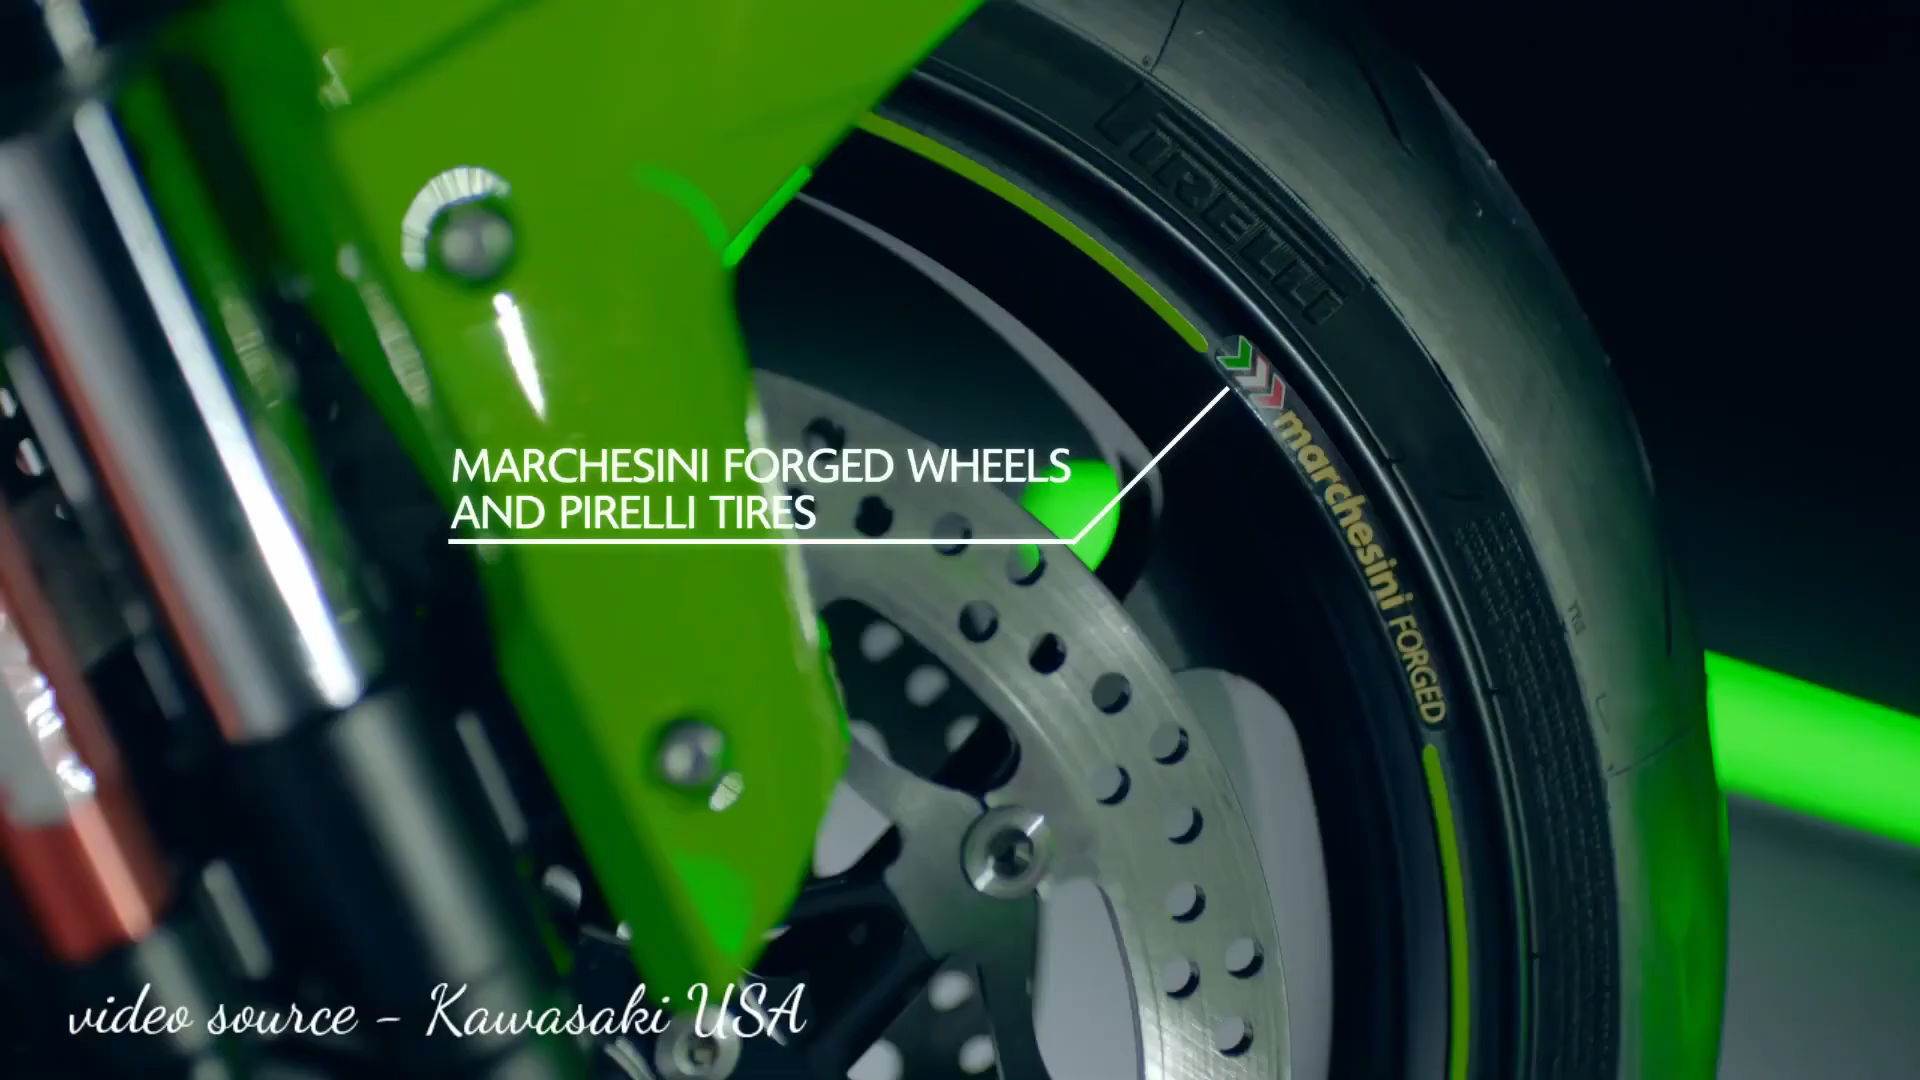 PIRELLI
MARCHESINI FORGED WHEELS
AND PIRELLI TIRES
marchesini FORGED
video source - Kawasaki USA